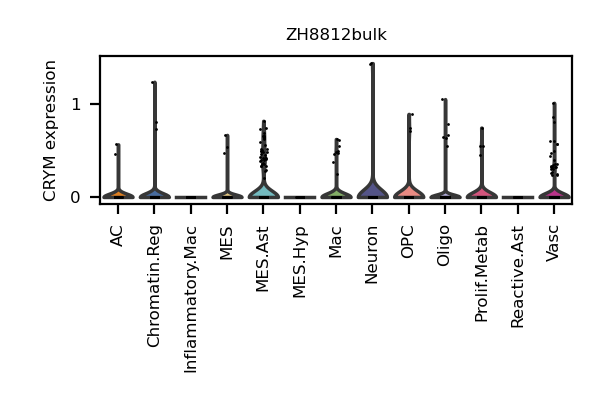 ZH8812bulk
CRYM expression
1
0
AC
Chromatin.Reg
Inflammatory.Mac
MES
MES.Ast
MES.Hyp
Mac
Neuron
OPC
Oligo
Prolif.Metab
Reactive.Ast
Vasc